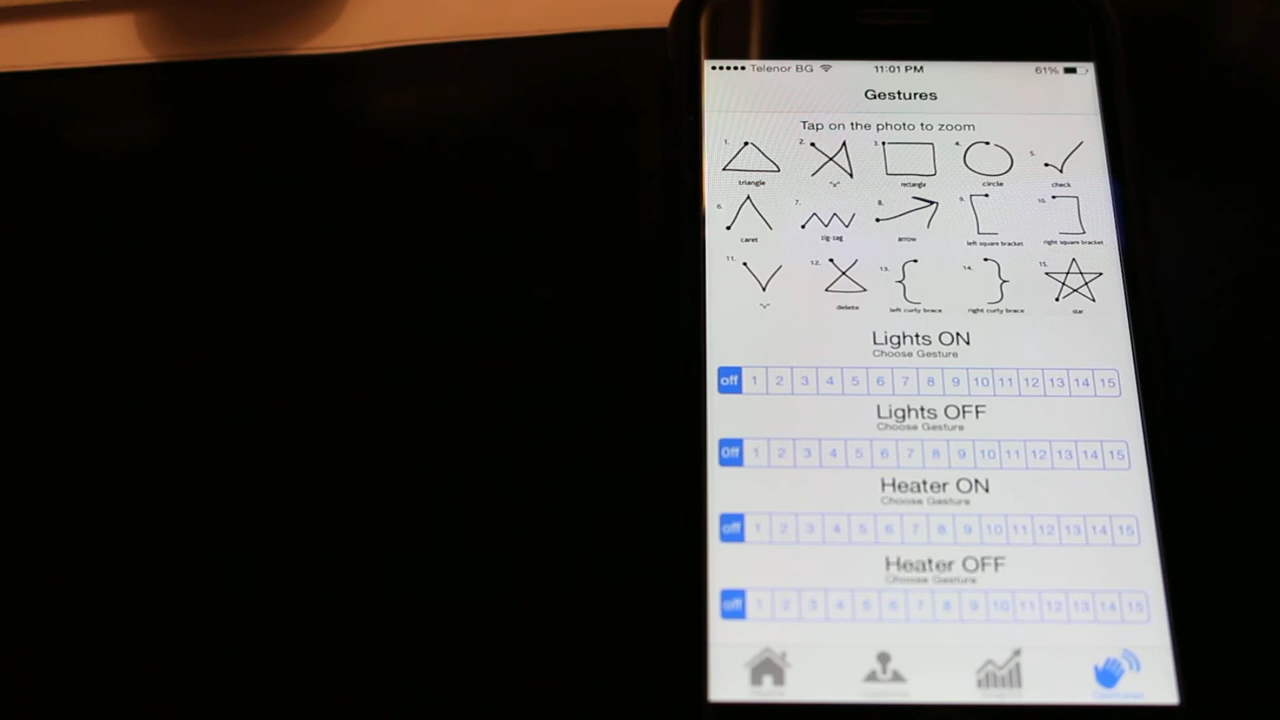 Telenor BG 11:01 PM 61%
Gestures
Tap on the photo to zoom
1. 2. 3. 4. 5.
triangle "x" rectangle circle check
6. 7. 8. 9. 10.
caret zig-zag arrow left square bracket right square bracket
11. 12. 13. 14. 15.
"v" delete left curly brace right curly brace star
Lights ON
Choose Gesture
off 1 2 3 4 5 6 7 8 9 10 11 12 13 14 15
Lights OFF
Choose Gesture
Off 1 2 3 4 5 6 7 8 9 10 11 12 13 14 15
Heater ON
Choose Gesture
off 1 2 3 4 5 6 7 8 9 10 11 12 13 14 15
Heater OFF
Choose Gesture
off 1 2 3 4 5 6 7 8 9 10 11 12 13 14 15
Gestures